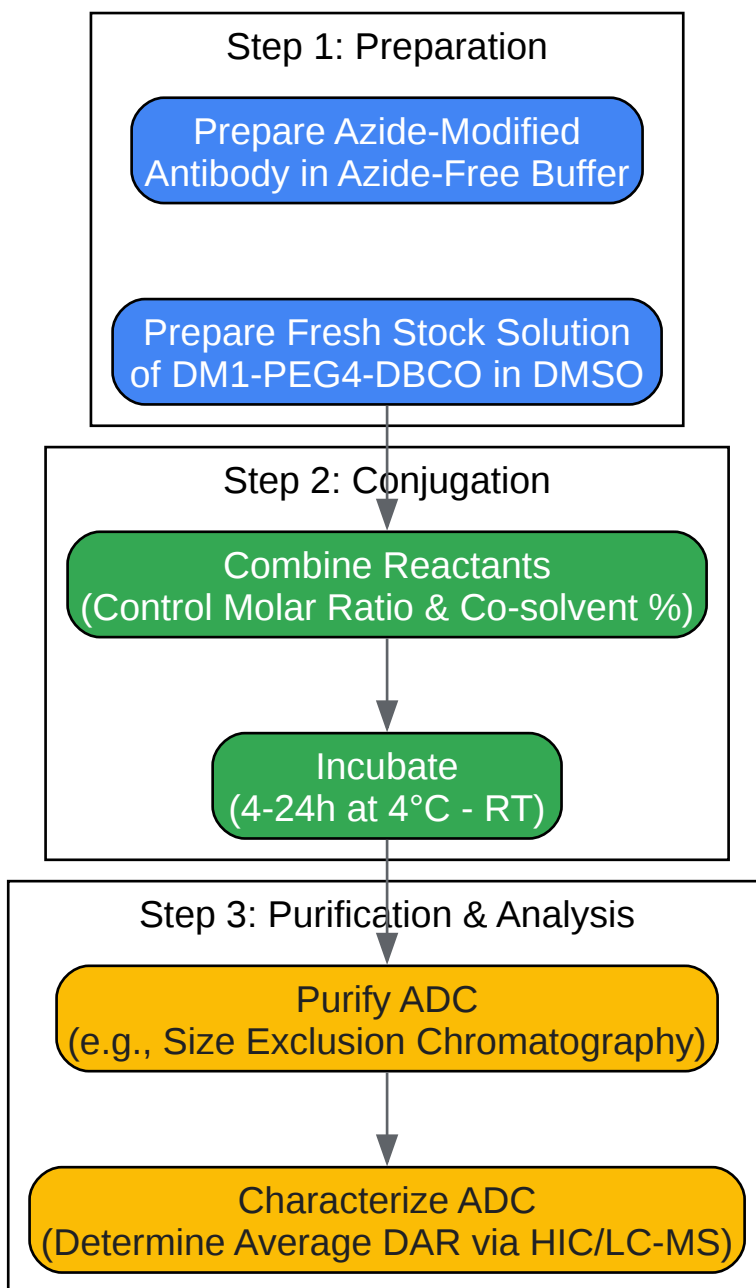 Step 1: Preparation
Prepare Azide-Modified
Antibody in Azide-Free Buffer
Prepare Fresh Stock Solution
of DM1-PEG4-DBCO in DMSO
Step 2: Conjugation
Combine Reactants
(Control Molar Ratio & Co-solvent %)
Incubate
(4-24h at 4°C - RT)
Step 3: Purification & Analysis
Purify ADC
(e.g., Size Exclusion Chromatography)
Characterize ADC
(Determine Average DAR via HIC/LC-MS)